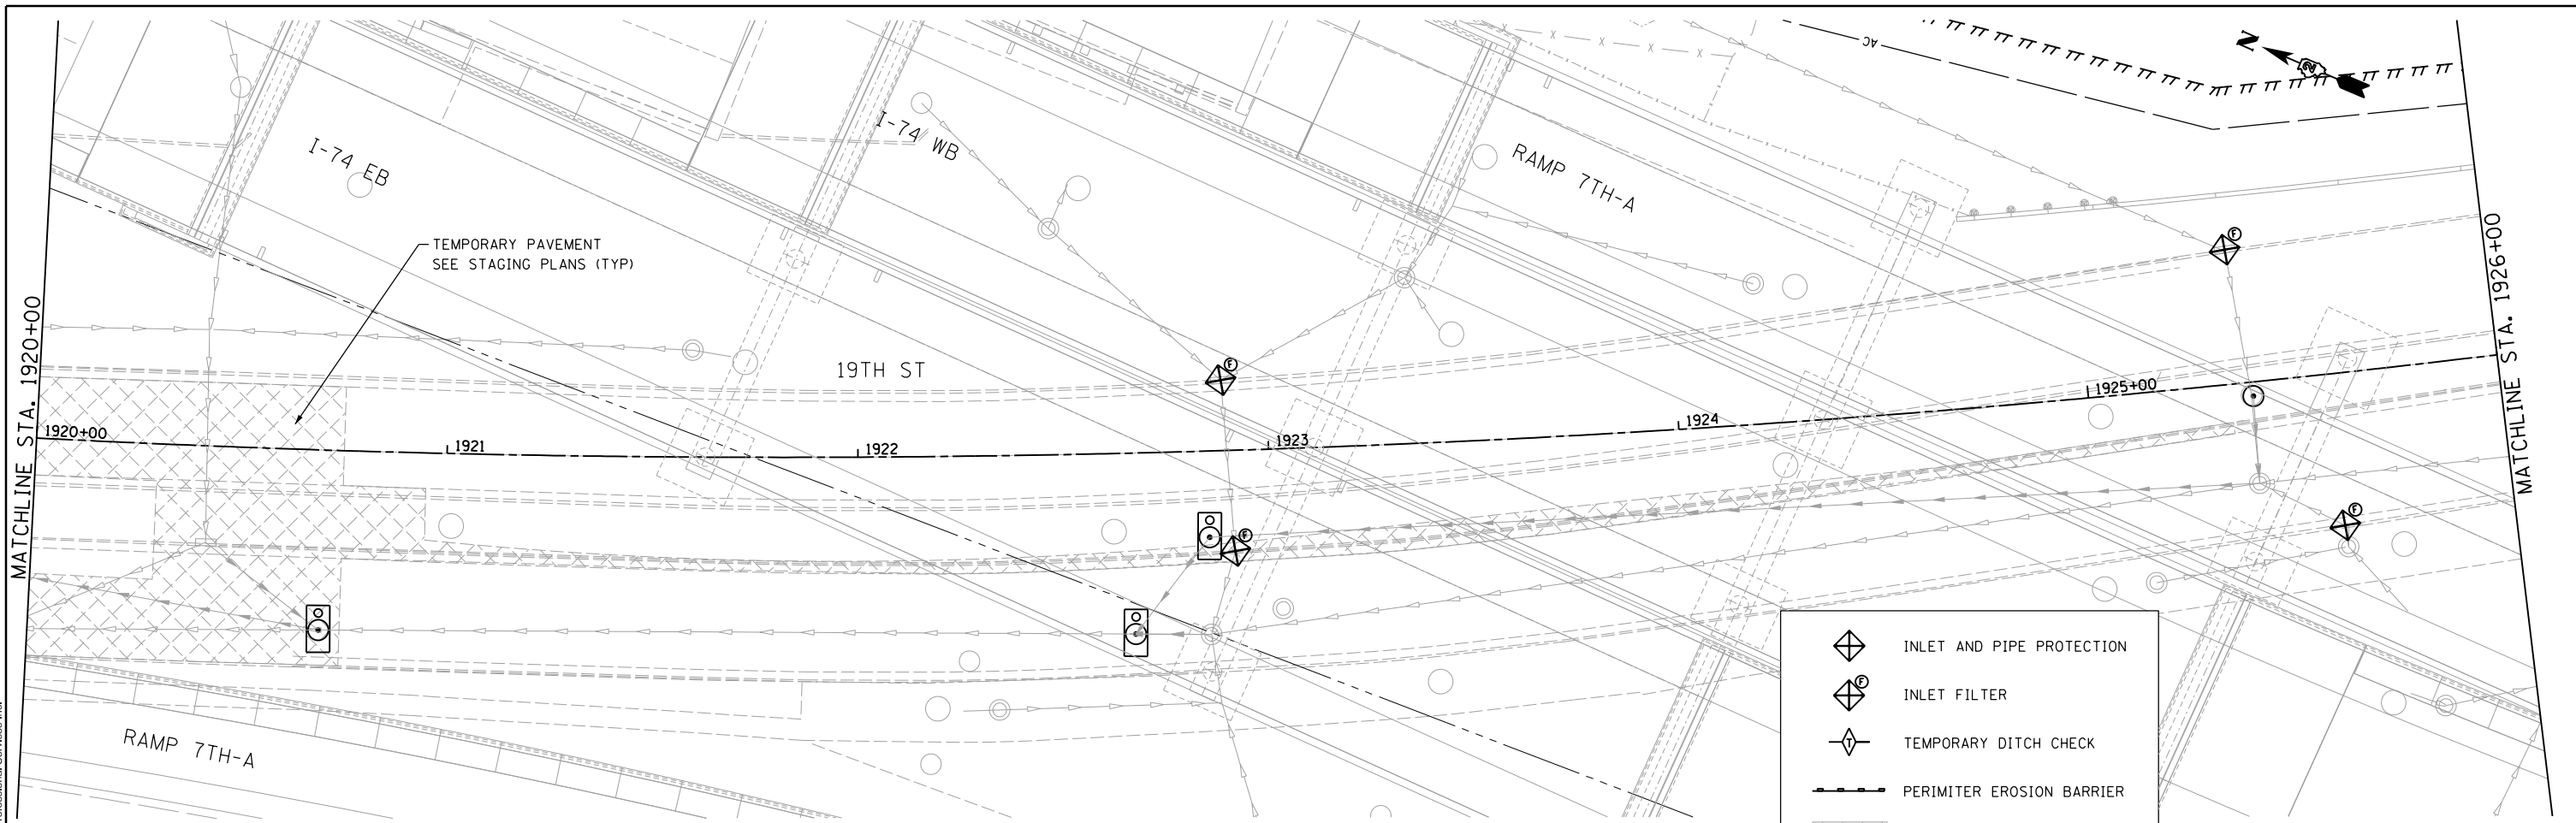 AC
N
I-74 EB
I-74 WB
RAMP 7TH-A
TEMPORARY PAVEMENT
SEE STAGING PLANS (TYP)
F
F
19TH ST
MATCHLINE STA. 1920+00
MATCHLINE STA. 1926+00
1920+00
1921
1922
1923
1924
1925+00
F
F
RAMP 7TH-A
INLET AND PIPE PROTECTION
F
INLET FILTER
T
TEMPORARY DITCH CHECK
PERIMITER EROSION BARRIER